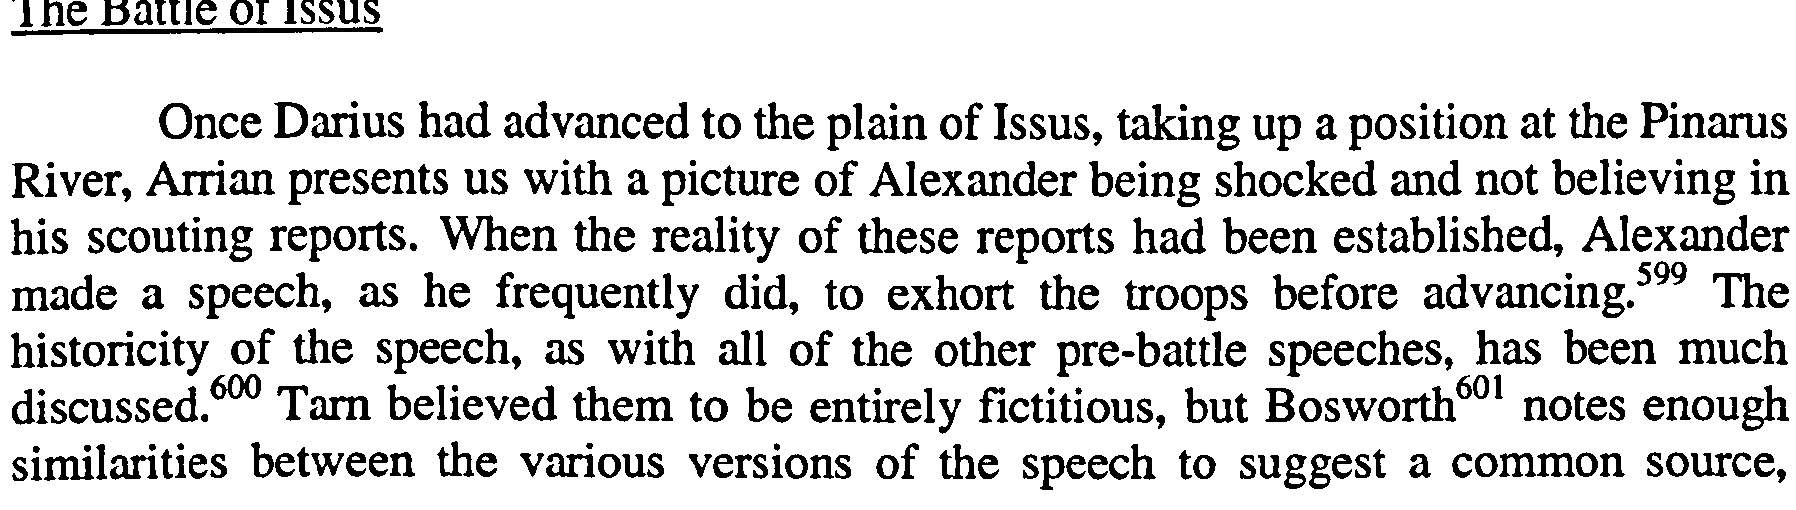 The Battle of Issus
Once Darius had advanced to the plain of Issus, taking up a position at the Pinarus
River, Arrian presents us with a picture of Alexander being shocked and not believing in
his scouting reports. When the reality of these reports had been established, Alexander
made a speech, as he frequently did, to exhort the troops before advancing.599 The
historicity of the speech, as with all of the other pre-battle speeches, has been much
discussed.600 Tarn believed them to be entirely fictitious, but Bosworth601 notes enough
similarities between the various versions of the speech to suggest a common source,